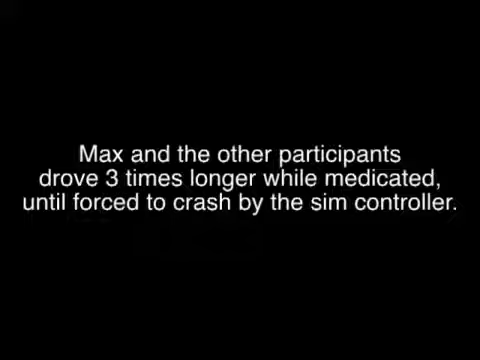 Max and the other participants
drove 3 times longer while medicated,
until forced to crash by the sim controller.